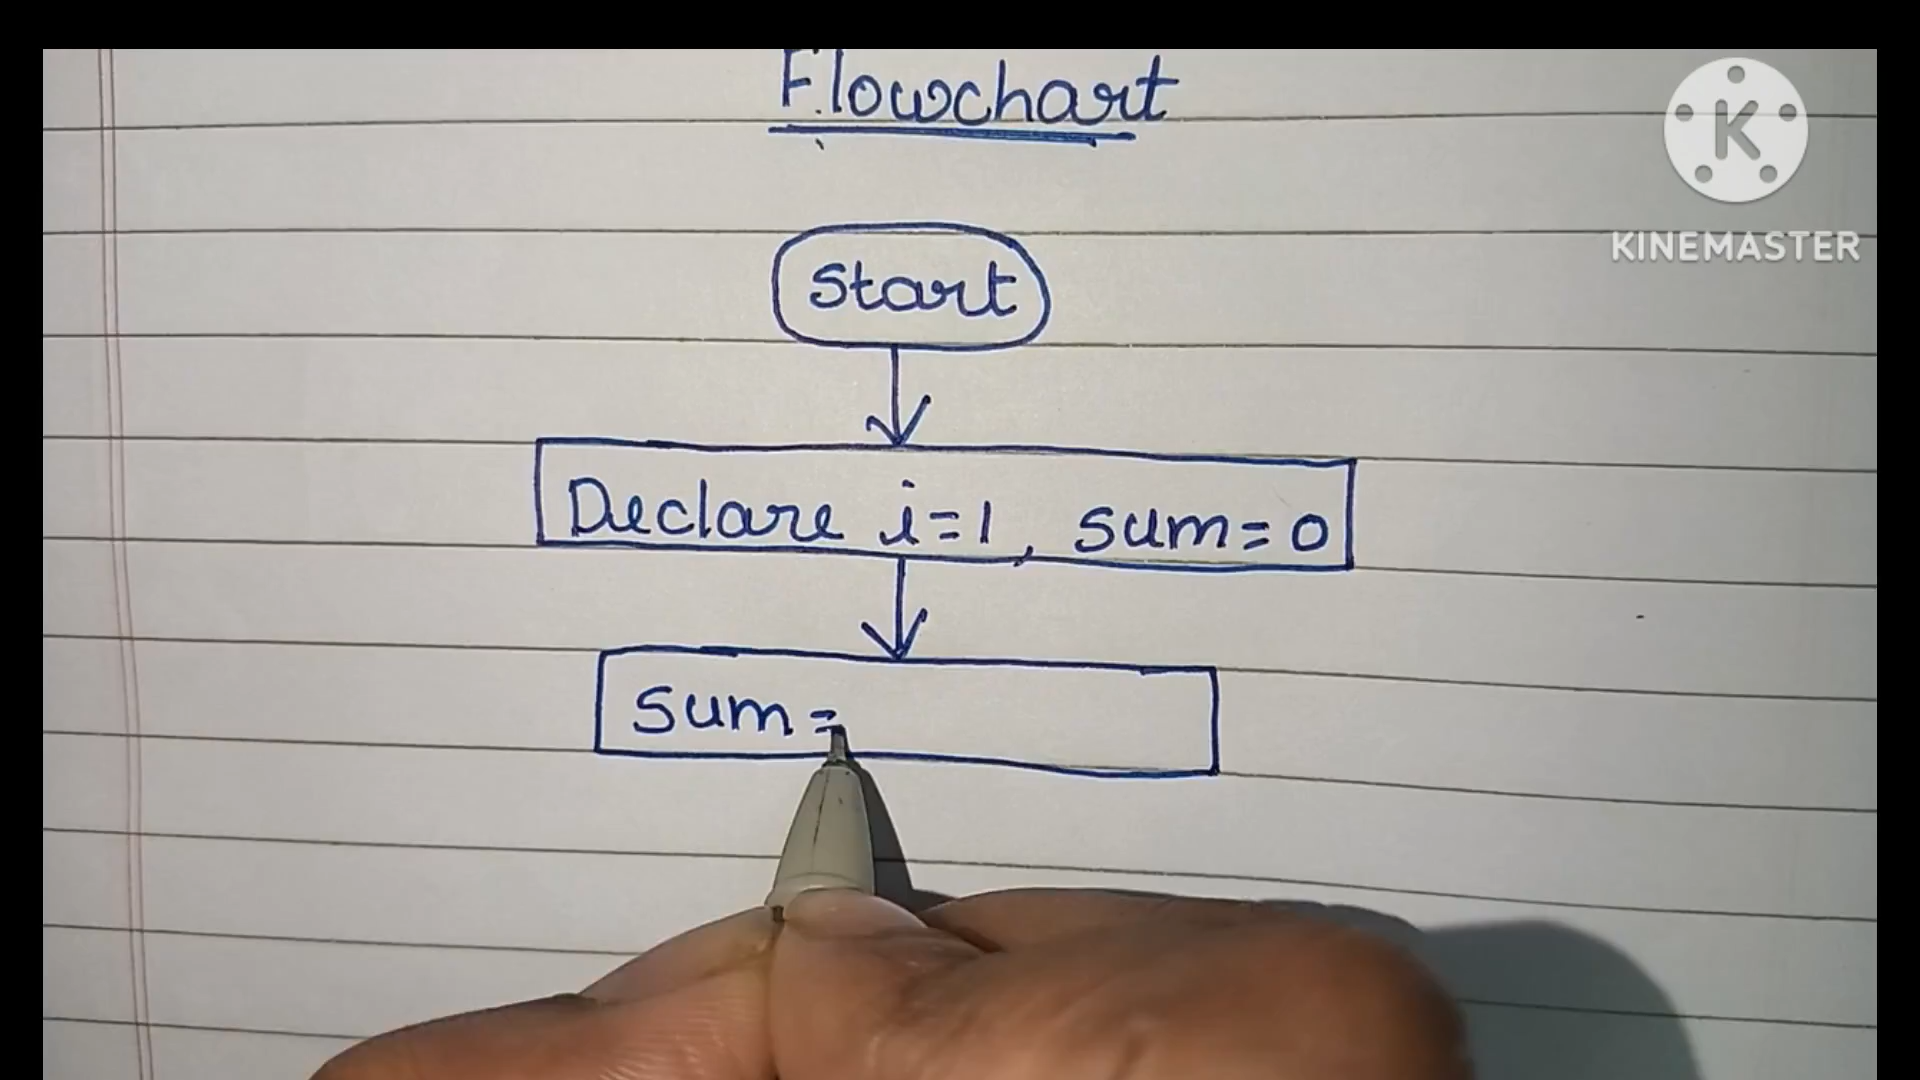 Flowchart
K
KINEMASTER
Start
Declare i=1, sum=0
sum=